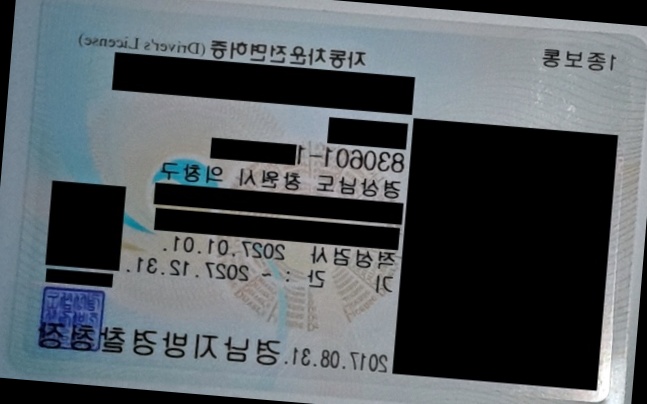 1종보통 자동차운전면허증 (Driver's License)
830601-1
경상남도 창원시 의창구
적성검사 2027.01.01.
기 간 : ~ 2027.12.31.
2017.08.31. 경남지방경찰청장